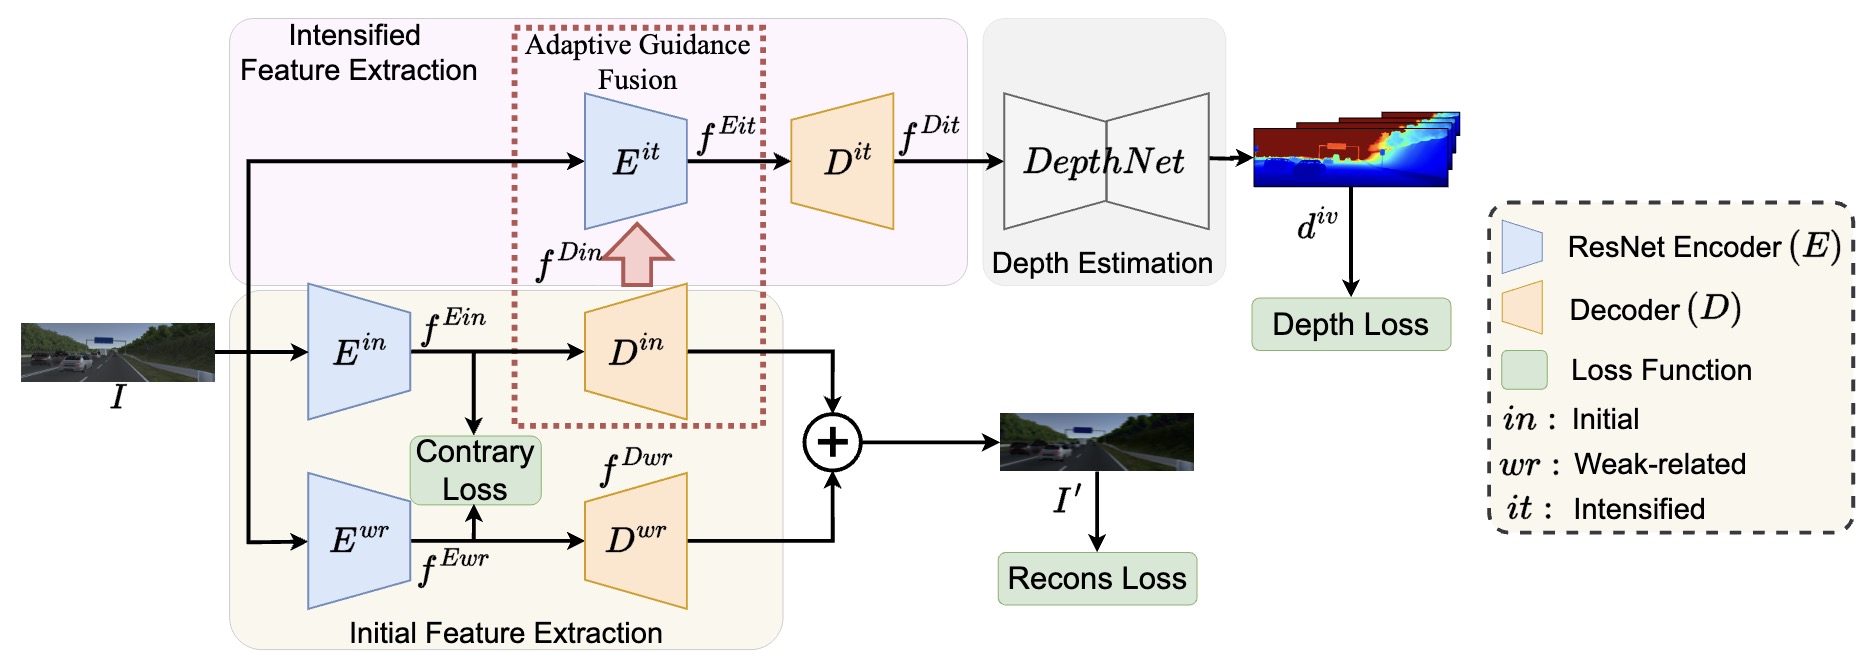 Intensified
Feature Extraction
Adaptive Guidance
Fusion
E^{it}
f^{Eit}
D^{it}
f^{Dit}
DepthNet
Depth Estimation
d^{iv}
Depth Loss
f^{Din}
I
E^{in}
f^{Ein}
D^{in}
Contrary
Loss
E^{wr}
f^{Ewr}
f^{Dwr}
D^{wr}
+
Initial Feature Extraction
I′
Recons Loss
ResNet Encoder (E)
Decoder (D)
Loss Function
in : Initial
wr : Weak-related
it : Intensified